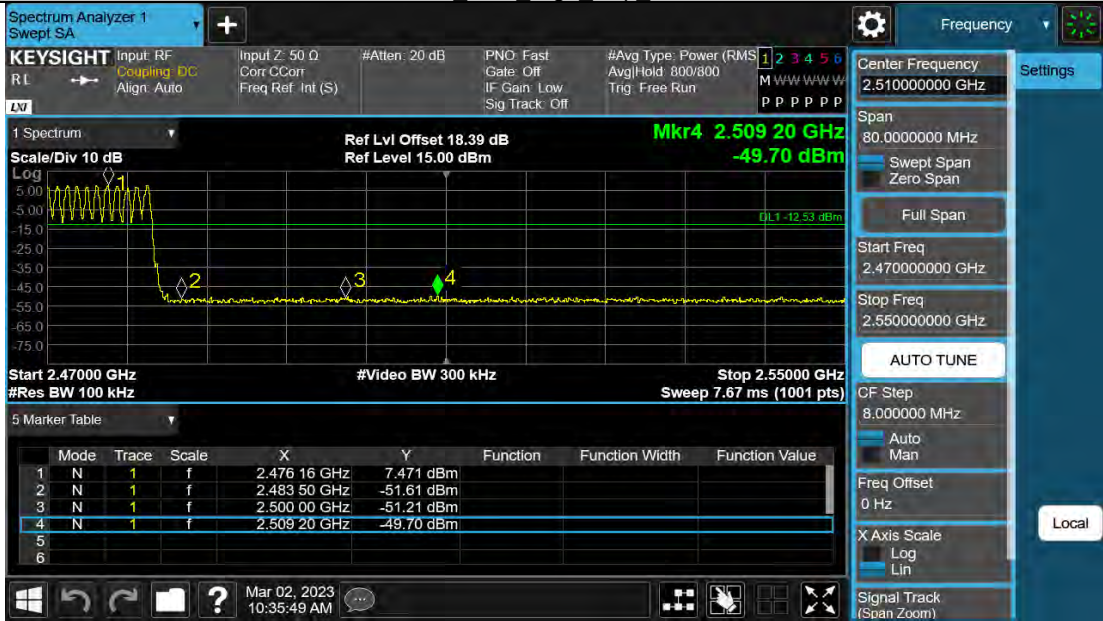 Spectrum Analyzer 1
Swept SA
+
Frequency
KEYSIGHT
RL
LXI
Input: RF
Coupling: DC
Align: Auto
Input Z: 50 Ω
Corr CCorr
Freq Ref: Int (S)
#Atten: 20 dB
PNO: Fast
Gate: Off
IF Gain: Low
Sig Track: Off
#Avg Type: Power (RMS
Avg|Hold: 800/800
Trig: Free Run
1 2 3 4 5 6
M W W W W W
P P P P P P
1 Spectrum
Scale/Div 10 dB
Log
Ref Lvl Offset 18.39 dB
Ref Level 15.00 dBm
Mkr4 2.509 20 GHz
-49.70 dBm
5.00
-5.00
-15.0
-25.0
-35.0
-45.0
-55.0
-65.0
-75.0
1
2
3
4
DL1 -12.53 dBm
Start 2.47000 GHz
#Res BW 100 kHz
#Video BW 300 kHz
Stop 2.55000 GHz
Sweep 7.67 ms (1001 pts)
5 Marker Table
Mode Trace Scale X Y Function Function Width Function Value
1 N 1 f 2.476 16 GHz 7.471 dBm
2 N 1 f 2.483 50 GHz -51.61 dBm
3 N 1 f 2.500 00 GHz -51.21 dBm
4 N 1 f 2.509 20 GHz -49.70 dBm
5
6
?
Mar 02, 2023
10:35:49 AM
Center Frequency
2.510000000 GHz
Span
80.0000000 MHz
Swept Span
Zero Span
Full Span
Start Freq
2.470000000 GHz
Stop Freq
2.550000000 GHz
AUTO TUNE
CF Step
8.000000 MHz
Auto
Man
Freq Offset
0 Hz
X Axis Scale
Log
Lin
Signal Track
(Span Zoom)
Settings
Local